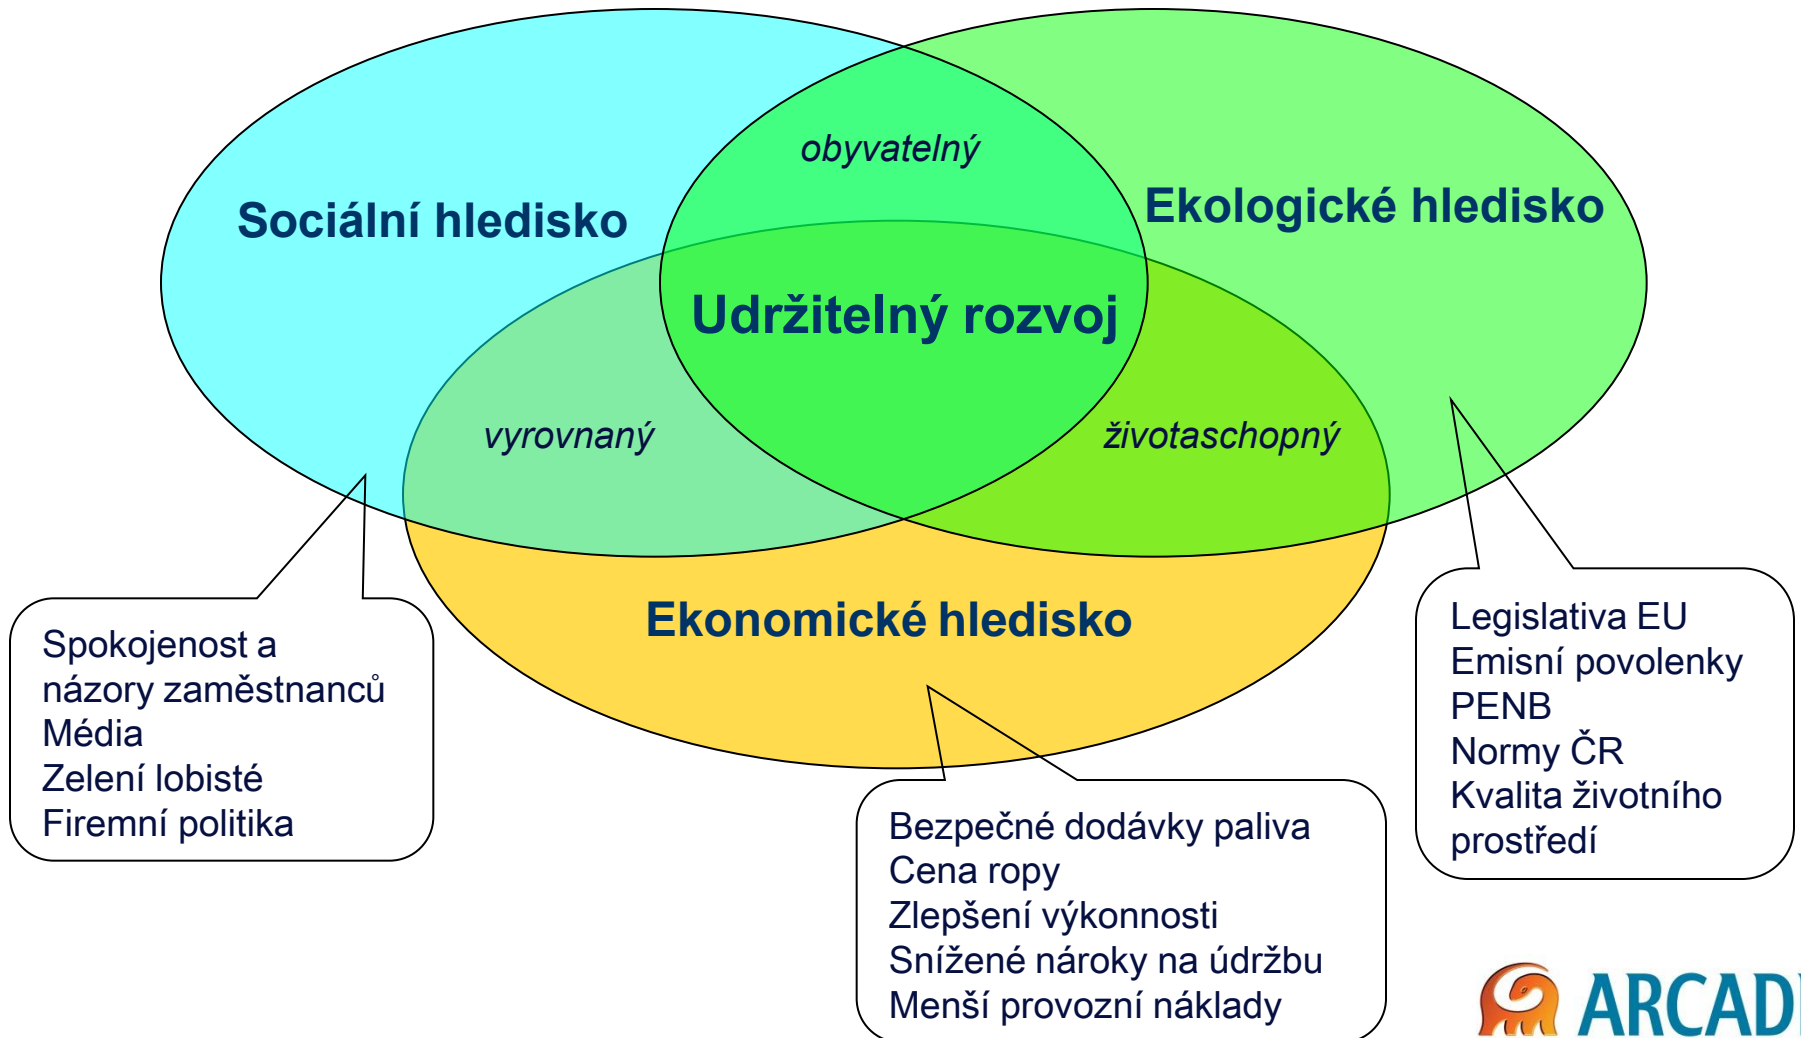 obyvatelný
Sociální hledisko
Ekologické hledisko
Udržitelný rozvoj
vyrovnaný
životaschopný
Ekonomické hledisko
Spokojenost a
názory zaměstnanců
Média
Zelení lobisté
Firemní politika
Legislativa EU
Emisní povolenky
PENB
Normy ČR
Kvalita životního
prostředí
Bezpečné dodávky paliva
Cena ropy
Zlepšení výkonnosti
Snížené nároky na údržbu
Menší provozní náklady